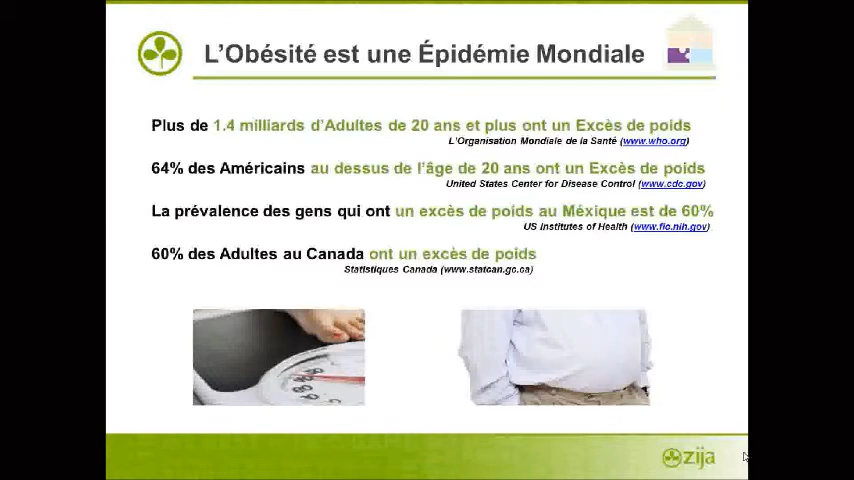 L'Obésité est une Épidémie Mondiale
Plus de 1.4 milliards d'Adultes de 20 ans et plus ont un Excès de poids
L'Organisation Mondiale de la Santé (www.who.org)
64% des Américains au dessus de l'âge de 20 ans ont un Excès de poids
United States Center for Disease Control (www.cdc.gov)
La prévalence des gens qui ont un excès de poids au Méxique est de 60%
US Institutes of Health (www.fic.nih.gov)
60% des Adultes au Canada ont un excès de poids
Statistiques Canada (www.statcan.gc.ca)
zija